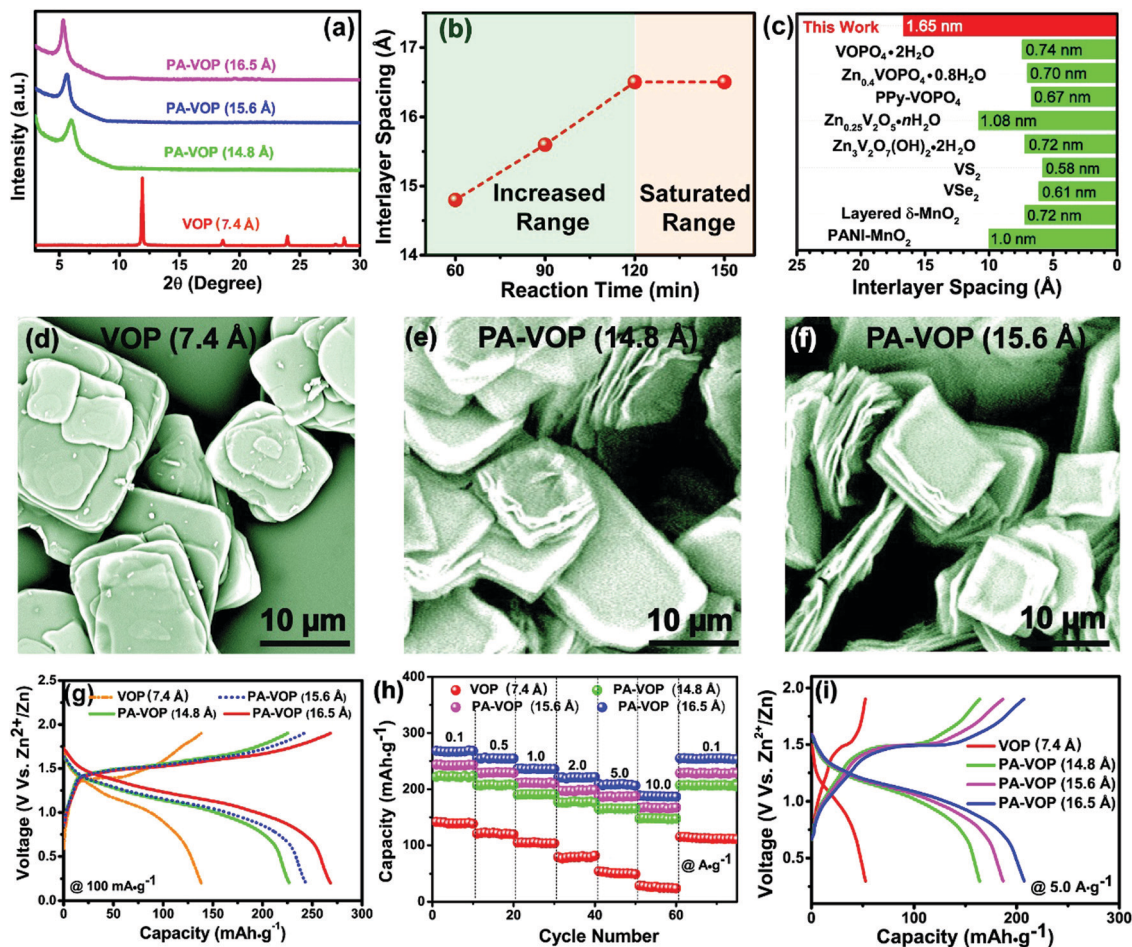 (a)
PA-VOP (16.5 Å)
PA-VOP (15.6 Å)
PA-VOP (14.8 Å)
VOP (7.4 Å)
Intensity (a.u.)
5 10 15 20 25 30
2θ (Degree)
(b)
17
16
15
14
Interlayer Spacing (Å)
Increased
Range
Saturated
Range
60 90 120 150
Reaction Time (min)
(c)
This Work 1.65 nm
VOPO₄•2H₂O 0.74 nm
Zn₀.₄VOPO₄•0.8H₂O 0.70 nm
PPy-VOPO₄ 0.67 nm
Zn₀.₂₅V₂O₅•nH₂O 1.08 nm
Zn₃V₂O₇(OH)₂•2H₂O 0.72 nm
VS₂ 0.58 nm
VSe₂ 0.61 nm
Layered δ-MnO₂ 0.72 nm
PANI-MnO₂ 1.0 nm
25 20 15 10 5 0
Interlayer Spacing (Å)
(d) VOP (7.4 Å)
10 µm
(e) PA-VOP (14.8 Å)
10 µm
(f) PA-VOP (15.6 Å)
10 µm
(g)
VOP (7.4 Å) PA-VOP (15.6 Å)
PA-VOP (14.8 Å) PA-VOP (16.5 Å)
2.5
2.0
1.5
1.0
0.5
0.0
Voltage (V Vs. Zn²⁺/Zn)
@ 100 mA•g⁻¹
0 50 100 150 200 250 300
Capacity (mAh•g⁻¹)
(h)
VOP (7.4 Å) PA-VOP (14.8 Å)
PA-VOP (15.6 Å) PA-VOP (16.5 Å)
400
300
200
100
0
Capacity (mAh•g⁻¹)
0.1 0.5 1.0 2.0 5.0 10.0 0.1
@ A•g⁻¹
0 20 40 60
Cycle Number
(i)
VOP (7.4 Å)
PA-VOP (14.8 Å)
PA-VOP (15.6 Å)
PA-VOP (16.5 Å)
2.0
1.5
1.0
0.5
Voltage (V Vs. Zn²⁺/Zn)
@ 5.0 A•g⁻¹
0 100 200 300
Capacity (mAh-g⁻¹)